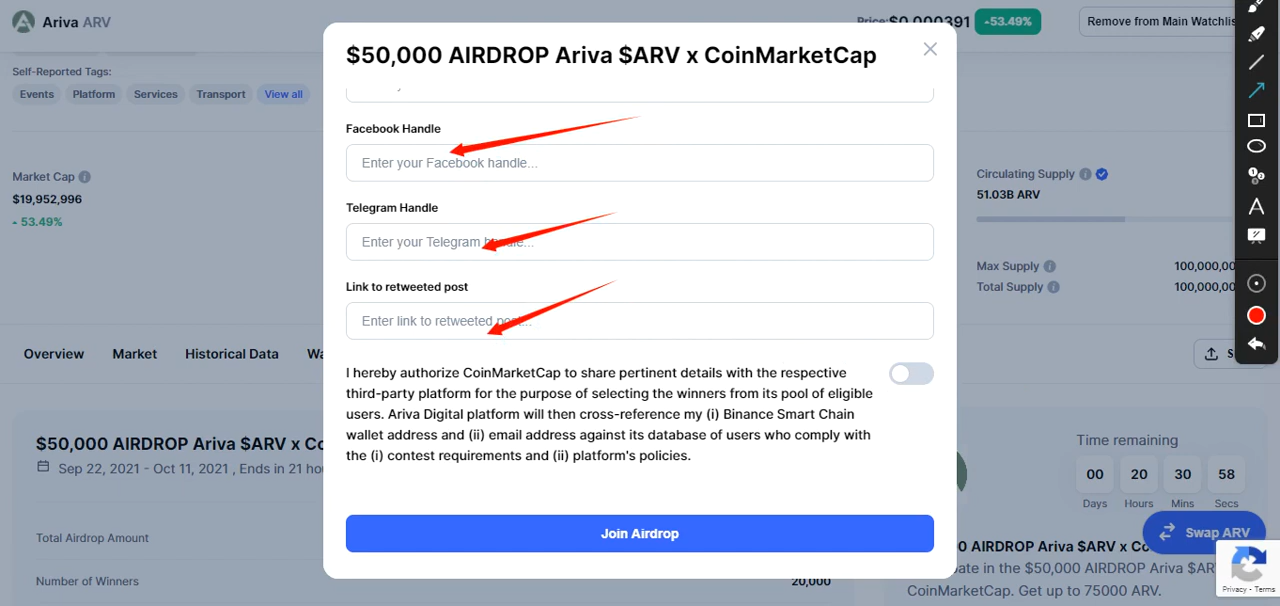 Ariva ARV
Price:$0.000391
-53.49%
Remove from Main Watchlis
$50,000 AIRDROP Ariva $ARV x CoinMarketCap
Self-Reported Tags:
Events Platform Services Transport View all
Facebook Handle
Enter your Facebook handle...
Market Cap
$19,952,996
53.49%
Circulating Supply
51.03B ARV
Telegram Handle
Enter your Telegram handle...
Max Supply 100,000,00
Total Supply 100,000,00
Link to retweeted post
Enter link to retweeted post...
Overview Market Historical Data Wa
S
I hereby authorize CoinMarketCap to share pertinent details with the respective
third-party platform for the purpose of selecting the winners from its pool of eligible
users. Ariva Digital platform will then cross-reference my (i) Binance Smart Chain
wallet address and (ii) email address against its database of users who comply with
the (i) contest requirements and (ii) platform's policies.
$50,000 AIRDROP Ariva $ARV x Co
Sep 22, 2021 - Oct 11, 2021 , Ends in 21 hou
Time remaining
00 20 30 58
Days Hours Mins Secs
Join Airdrop
Swap ARV
Total Airdrop Amount
Number of Winners
20,000
0 AIRDROP Ariva $ARV x Co
ate in the $50,000 AIRDROP Ariva $AR
CoinMarketCap. Get up to 75000 ARV.
Privacy - Terms